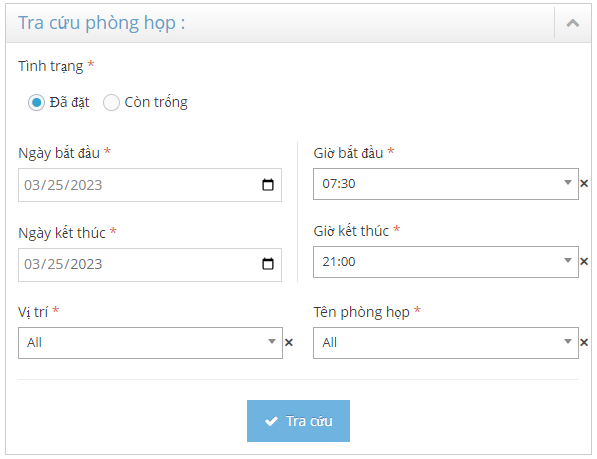 Tra cứu phòng họp :
Tình trạng *
Đã đặt Còn trống
Ngày bắt đầu * Giờ bắt đầu *
03/25/2023 07:30
Ngày kết thúc * Giờ kết thúc *
03/25/2023 21:00
Vị trí * Tên phòng họp *
All All
Tra cứu